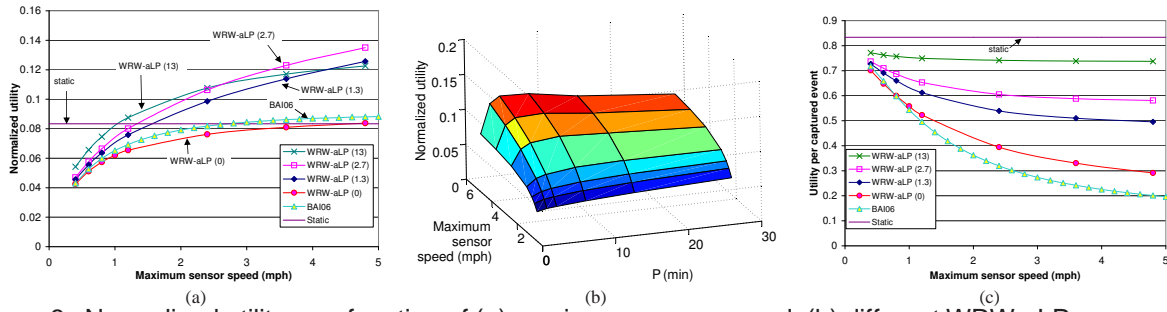 0.16
0.14
0.12
0.1
0.08
0.06
0.04
0.02
0
Normalized utility
static
WRW-aLP (13)
WRW-aLP (2.7)
WRW-aLP (1.3)
BAI06
WRW-aLP (0)
WRW-aLP (13)
WRW-aLP (2.7)
WRW-aLP (1.3)
WRW-aLP (0)
BAI06
Static
0 1 2 3 4 5
Maximum sensor speed (mph)
(a)
0.2
0.15
0.1
0.05
0
Normalized utility
6
4
2
0
Maximum
sensor
speed (mph)
10 20 30
P (min)
(b)
1
0.9
0.8
0.7
0.6
0.5
0.4
0.3
0.2
0.1
0
Utility per captured event
static
WRW-aLP (13)
WRW-aLP (2.7)
WRW-aLP (1.3)
WRW-aLP (0)
BAI06
Static
0 1 2 3 4 5
Maximum sensor speed (mph)
(c)